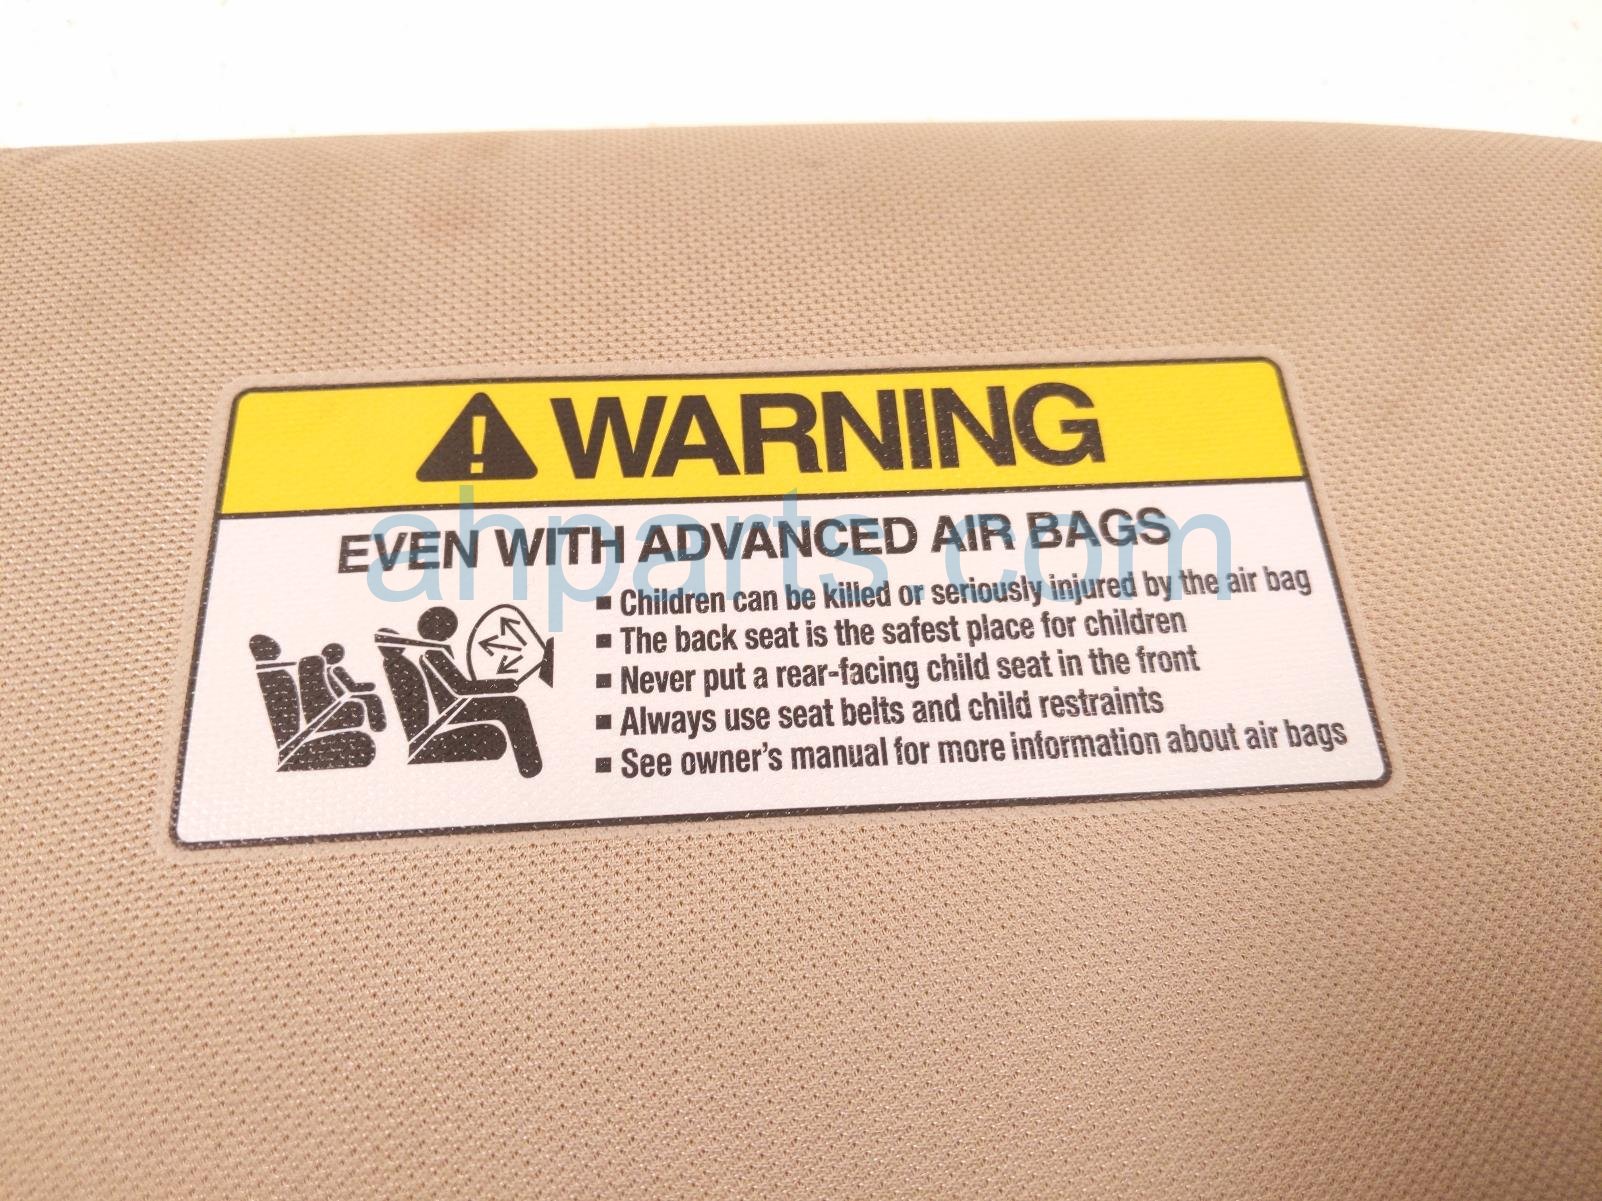 WARNING
EVEN WITH ADVANCED AIR BAGS
▪ Children can be killed or seriously injured by the air bag
▪ The back seat is the safest place for children
▪ Never put a rear-facing child seat in the front
▪ Always use seat belts and child restraints
▪ See owner's manual for more information about air bags
ahparts.com